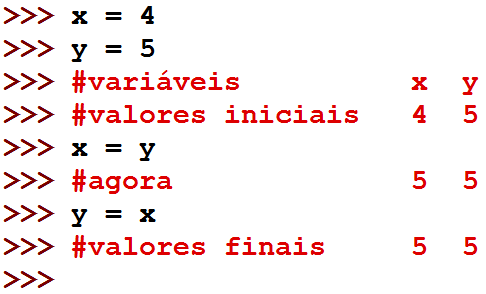 >>> x = 4
>>> y = 5
>>> #variáveis x y
>>> #valores iniciais 4 5
>>> x = y
>>> #agora 5 5
>>> y = x
>>> #valores finais 5 5
>>>